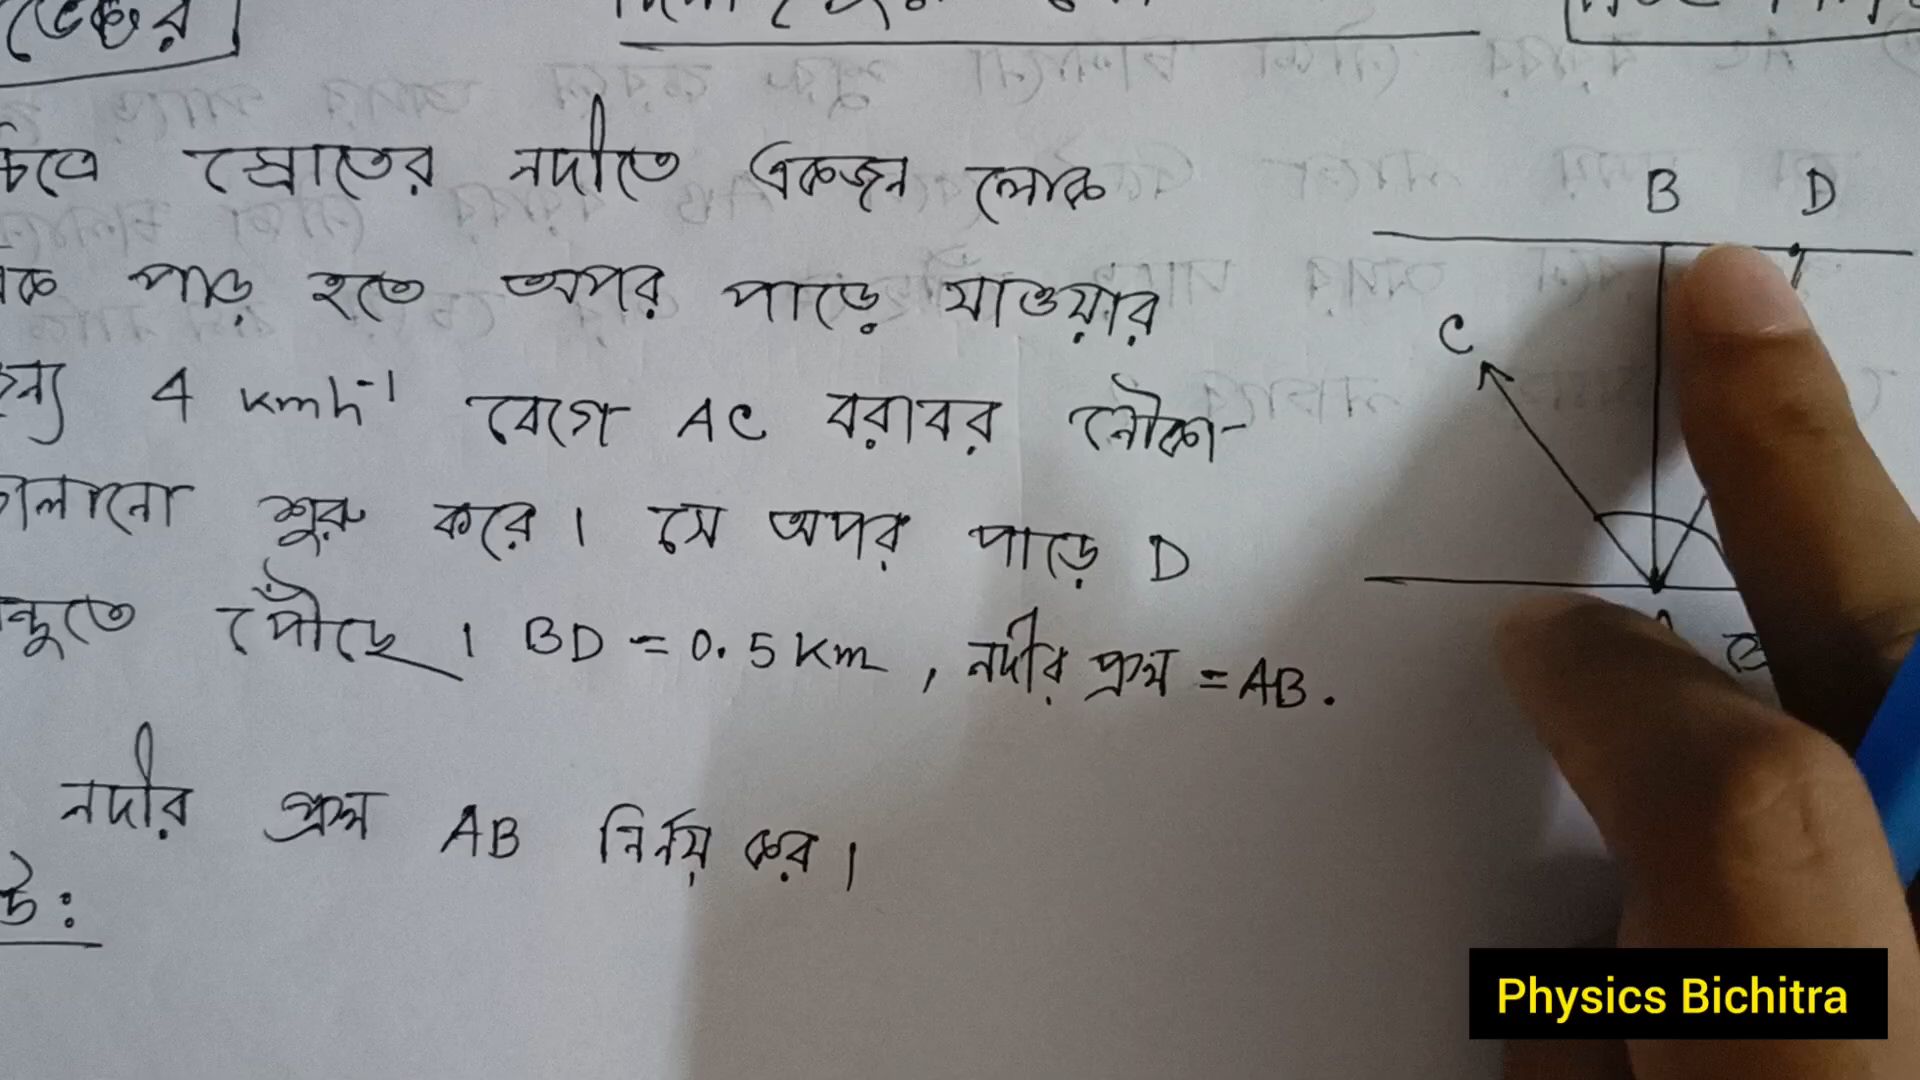 স্রোতের নদীতে একজন লোক
পাড় হতে অপর পাড়ে যাওয়ার
4 kmh⁻¹ বেগে AC বরাবর নৌকা
শুরু করে। সে অপর পাড়ে D
পৌঁছে। BD = 0.5 Km, নদীর প্রস্থ = AB.
নদীর প্রস্থ AB নির্নয় কর।
B D
C
Physics Bichitra